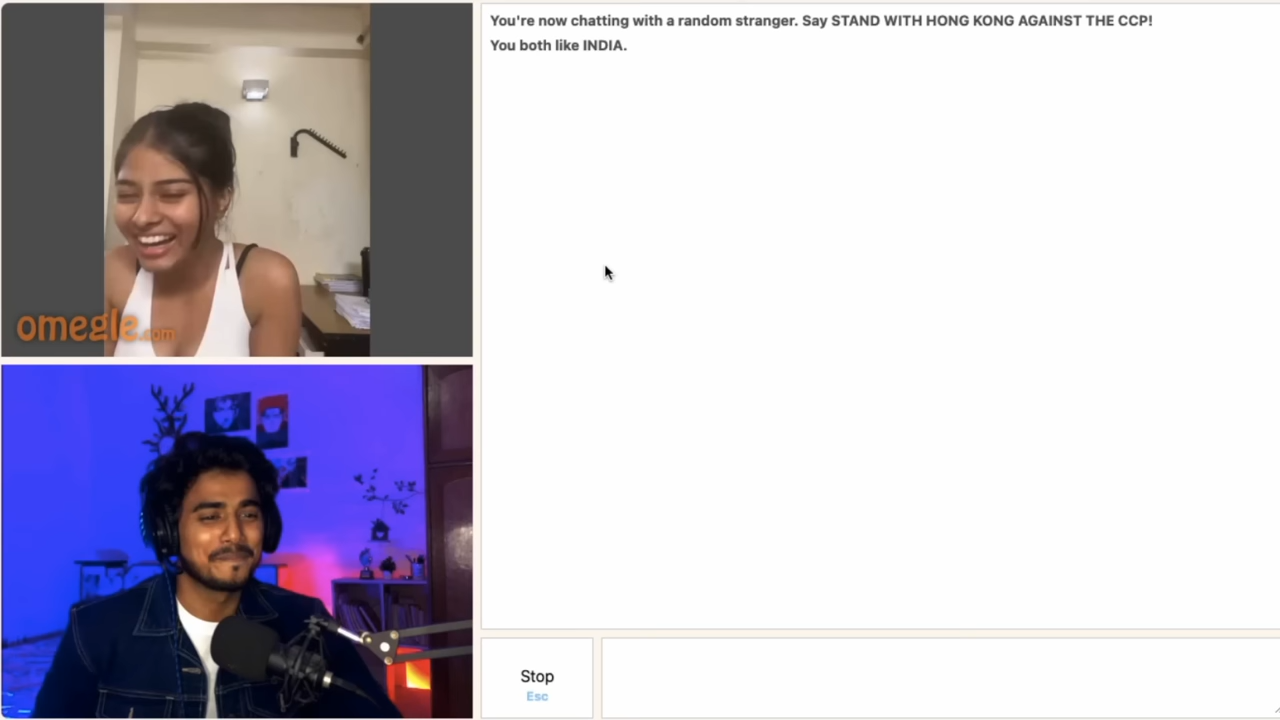 You're now chatting with a random stranger. Say STAND WITH HONG KONG AGAINST THE CCP!
You both like INDIA.
omegle.com
Stop
Esc